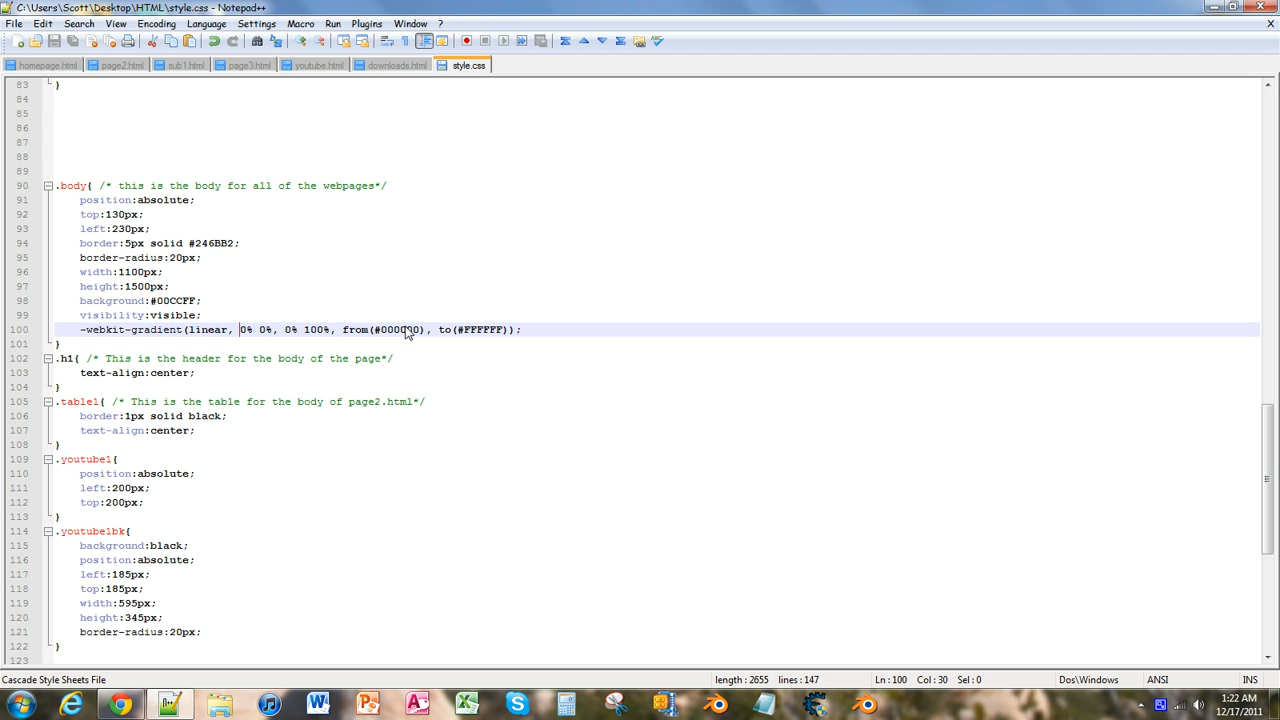 C:\Users\Scott\Desktop\HTML\style.css - Notepad++
File Edit Search View Encoding Language Settings Macro Run Plugins Window ? X
homepage.html page2.html sub1.html page3.html youtube.html downloads.html style.css
83 }
84
85
86
87
88
89
90 .body{ /* this is the body for all of the webpages*/
91 position:absolute;
92 top:130px;
93 left:230px;
94 border:5px solid #246BB2;
95 border-radius:20px;
96 width:1100px;
97 height:1500px;
98 background:#00CCFF;
99 visibility:visible;
100 -webkit-gradient(linear, 0% 0%, 0% 100%, from(#000000), to(#FFFFFF));
101 }
102 .h1{ /* This is the header for the body of the page*/
103 text-align:center;
104 }
105 .table1{ /* This is the table for the body of page2.html*/
106 border:1px solid black;
107 text-align:center;
108 }
109 .youtube1{
110 position:absolute;
111 left:200px;
112 top:200px;
113 }
114 .youtube1bk{
115 background:black;
116 position:absolute;
117 left:185px;
118 top:185px;
119 width:595px;
120 height:345px;
121 border-radius:20px;
122 }
123
Cascade Style Sheets File length : 2655 lines : 147 Ln : 100 Col : 30 Sel : 0 Dos\Windows ANSI INS
1:22 AM
12/17/2011